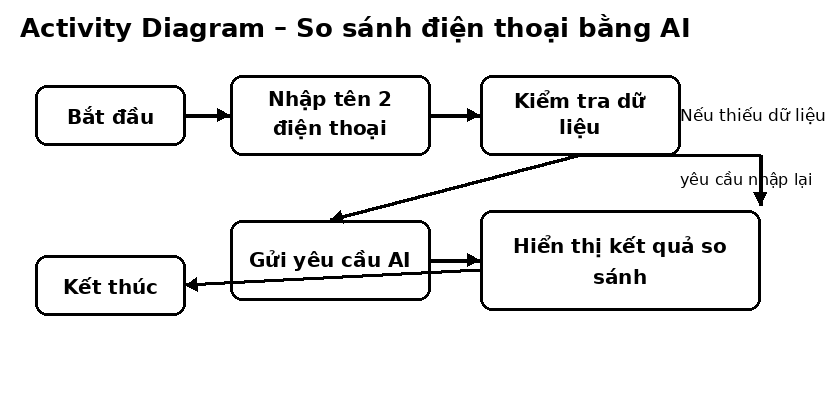 Activity Diagram – So sánh điện thoại bằng AI
Bắt đầu
Nhập tên 2
điện thoại
Kiểm tra dữ
liệu
Nếu thiếu dữ liệu
yêu cầu nhập lại
Gửi yêu cầu AI
Hiển thị kết quả so
sánh
Kết thúc